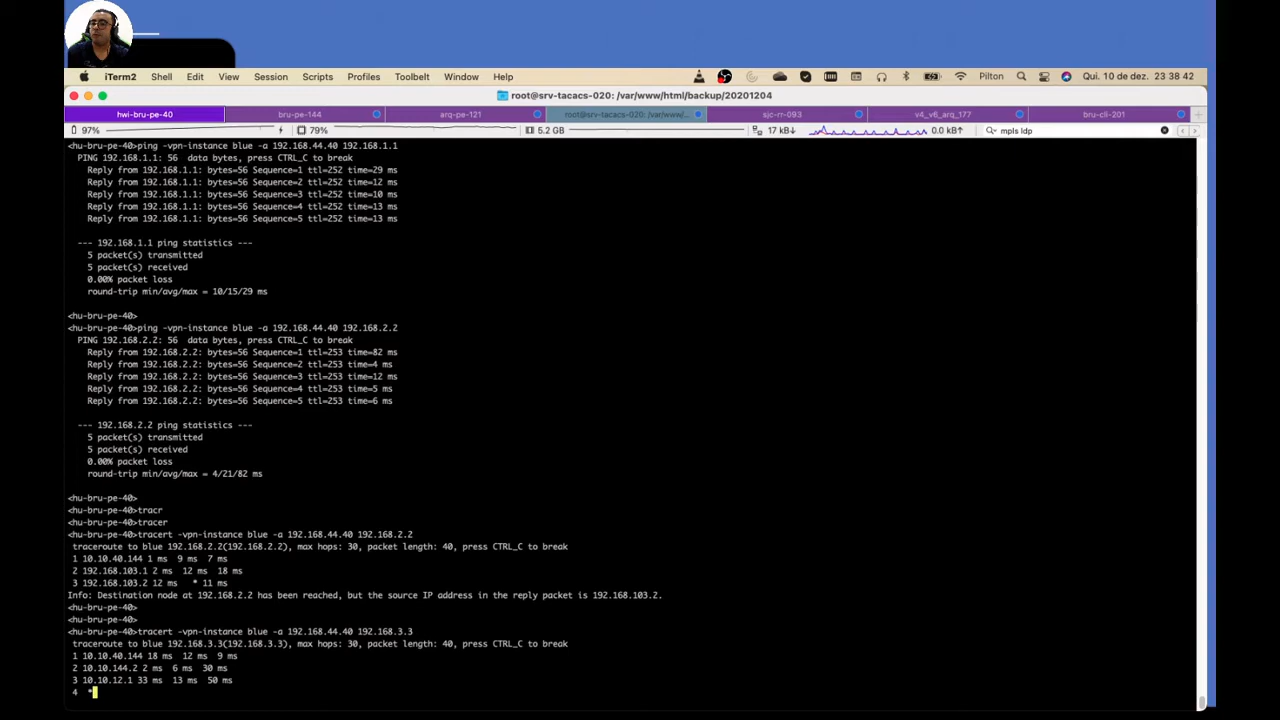 iTerm2 Shell Edit View Session Scripts Profiles Toolbelt Window Help Pilton Qui. 10 de dez. 23 38 42
root@srv-tacacs-020: /var/www/html/backup/20201204
hwi-bru-pe-40 bru-pe-144 arq-pe-121 root@srv-tacacs-020: /var/www/... sjc-rr-093 v4_v6_arq_177 bru-cli-201
97% 79% 5.2 GB 17 kB↓ 0.0 kB↑ mpls ldp
<hu-bru-pe-40>ping -vpn-instance blue -a 192.168.44.40 192.168.1.1
PING 192.168.1.1: 56  data bytes, press CTRL_C to break
Reply from 192.168.1.1: bytes=56 Sequence=1 ttl=252 time=29 ms
Reply from 192.168.1.1: bytes=56 Sequence=2 ttl=252 time=12 ms
Reply from 192.168.1.1: bytes=56 Sequence=3 ttl=252 time=10 ms
Reply from 192.168.1.1: bytes=56 Sequence=4 ttl=252 time=13 ms
Reply from 192.168.1.1: bytes=56 Sequence=5 ttl=252 time=13 ms
--- 192.168.1.1 ping statistics ---
5 packet(s) transmitted
5 packet(s) received
0.00% packet loss
round-trip min/avg/max = 10/15/29 ms
<hu-bru-pe-40>
<hu-bru-pe-40>ping -vpn-instance blue -a 192.168.44.40 192.168.2.2
PING 192.168.2.2: 56  data bytes, press CTRL_C to break
Reply from 192.168.2.2: bytes=56 Sequence=1 ttl=253 time=82 ms
Reply from 192.168.2.2: bytes=56 Sequence=2 ttl=253 time=4 ms
Reply from 192.168.2.2: bytes=56 Sequence=3 ttl=253 time=12 ms
Reply from 192.168.2.2: bytes=56 Sequence=4 ttl=253 time=5 ms
Reply from 192.168.2.2: bytes=56 Sequence=5 ttl=253 time=6 ms
--- 192.168.2.2 ping statistics ---
5 packet(s) transmitted
5 packet(s) received
0.00% packet loss
round-trip min/avg/max = 4/21/82 ms
<hu-bru-pe-40>
<hu-bru-pe-40>tracr
<hu-bru-pe-40>tracer
<hu-bru-pe-40>tracert -vpn-instance blue -a 192.168.44.40 192.168.2.2
traceroute to blue 192.168.2.2(192.168.2.2), max hops: 30, packet length: 40, press CTRL_C to break
1 10.10.40.144 1 ms  9 ms  7 ms
2 192.168.103.1 2 ms  12 ms  18 ms
3 192.168.103.2 12 ms   * 11 ms
Info: Destination node at 192.168.2.2 has been reached, but the source IP address in the reply packet is 192.168.103.2.
<hu-bru-pe-40>
<hu-bru-pe-40>
<hu-bru-pe-40>tracert -vpn-instance blue -a 192.168.44.40 192.168.3.3
traceroute to blue 192.168.3.3(192.168.3.3), max hops: 30, packet length: 40, press CTRL_C to break
1 10.10.40.144 18 ms  12 ms  9 ms
2 10.10.144.2 2 ms  6 ms  30 ms
3 10.10.12.1 33 ms  13 ms  50 ms
4  *